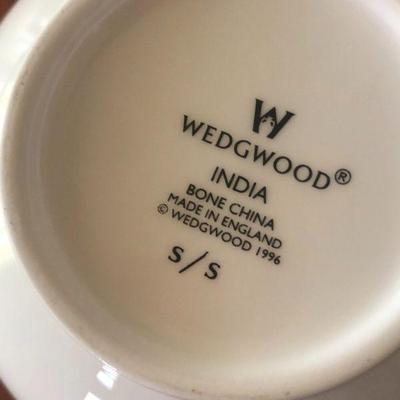 W
WEDGWOOD®
INDIA
BONE CHINA
MADE IN ENGLAND
© WEDGWOOD 1996
S/S